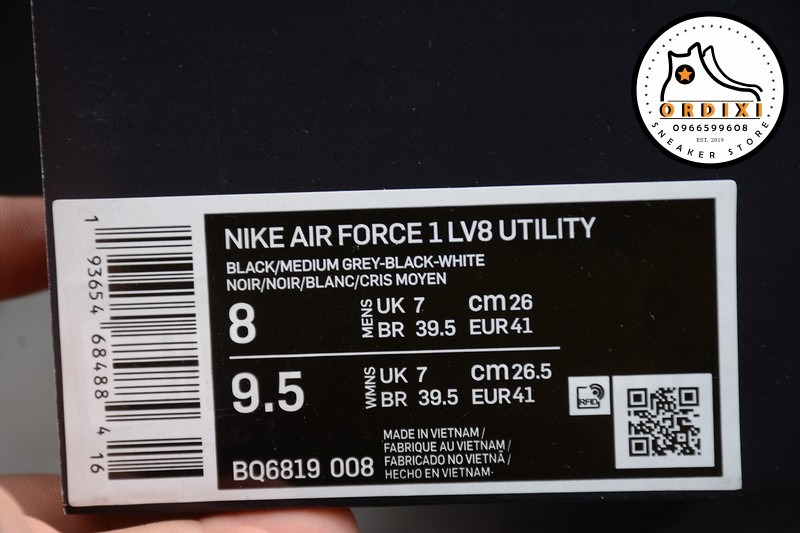 ORDIXI
0966599608
EST. 2019
SNEAKER STORE
NIKE AIR FORCE 1 LV8 UTILITY
BLACK/MEDIUM GREY-BLACK-WHITE
NOIR/NOIR/BLANC/CRIS MOYEN
8 MENS UK 7 cm 26
BR 39.5 EUR 41
9.5 WMNS UK 7 cm 26.5
BR 39.5 EUR 41
RFID
BQ6819 008
MADE IN VIETNAM /
FABRIQUE AU VIETNAM /
FABRICADO NO VIETNÃ /
HECHO EN VIETNAM·
1 93654 68488 4 16